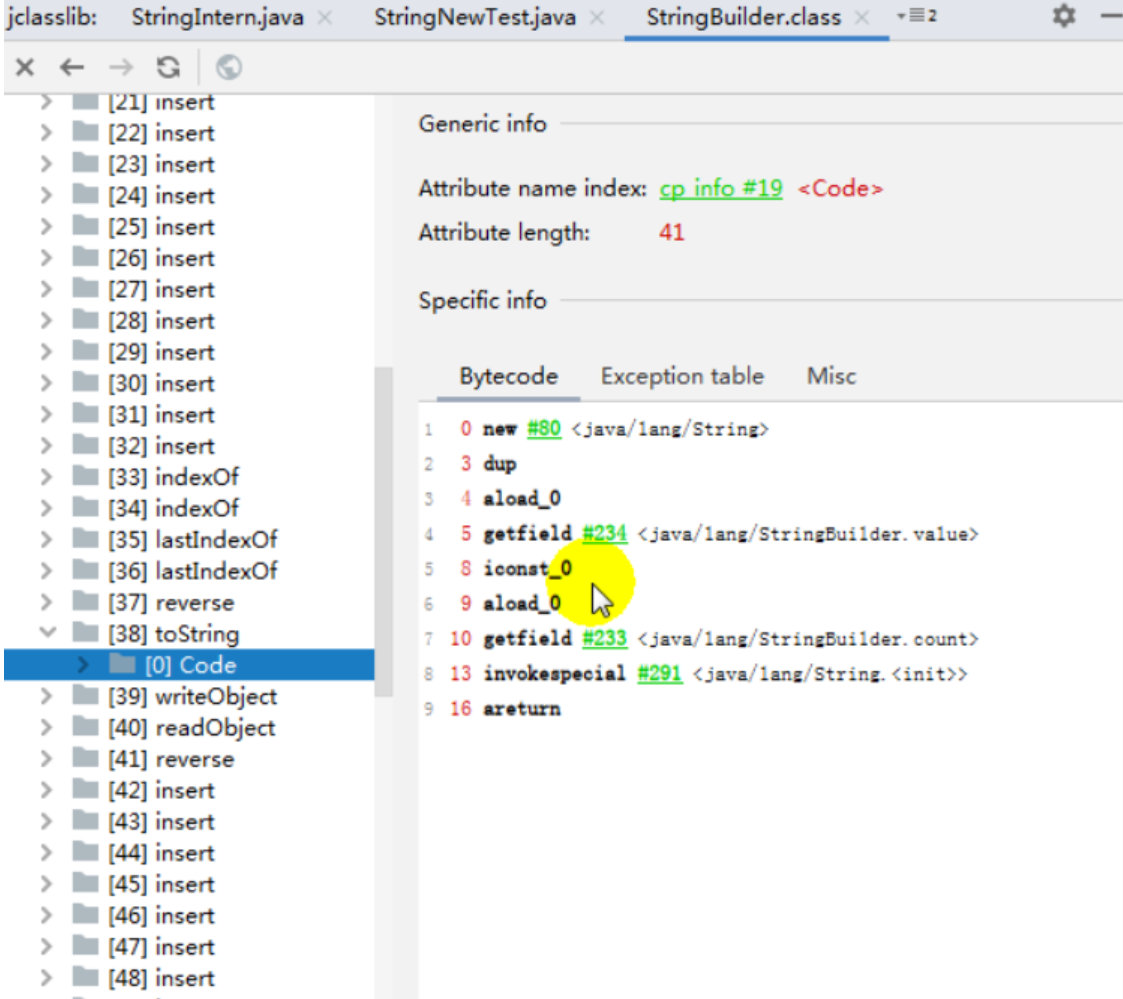 jclasslib: StringIntern.java StringNewTest.java StringBuilder.class 2
[21] insert
[22] insert
[23] insert
[24] insert
[25] insert
[26] insert
[27] insert
[28] insert
[29] insert
[30] insert
[31] insert
[32] insert
[33] indexOf
[34] indexOf
[35] lastIndexOf
[36] lastIndexOf
[37] reverse
[38] toString
[0] Code
[39] writeObject
[40] readObject
[41] reverse
[42] insert
[43] insert
[44] insert
[45] insert
[46] insert
[47] insert
[48] insert
Generic info
Attribute name index: cp info #19 <Code>
Attribute length: 41
Specific info
Bytecode Exception table Misc
1 0 new #80 <java/lang/String>
2 3 dup
3 4 aload_0
4 5 getfield #234 <java/lang/StringBuilder.value>
5 8 iconst_0
6 9 aload_0
7 10 getfield #233 <java/lang/StringBuilder.count>
8 13 invokespecial #291 <java/lang/String.<init>>
9 16 areturn